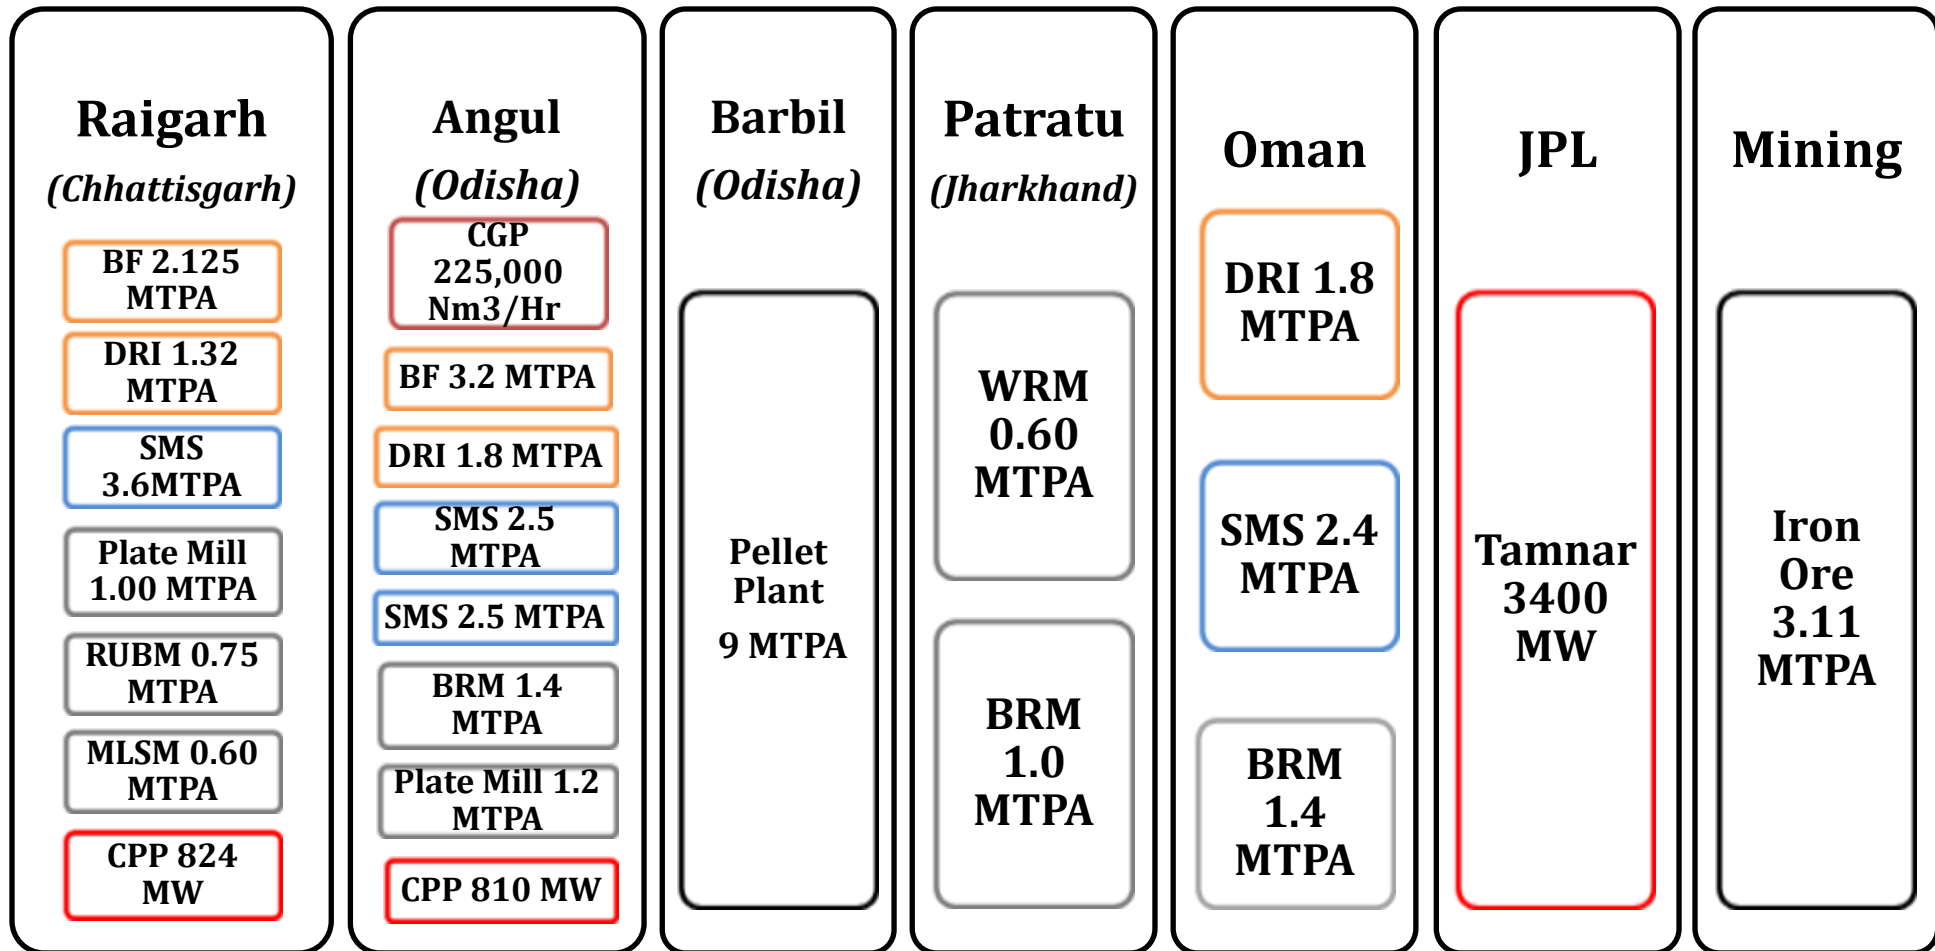 Raigarh
(Chhattisgarh)
BF 2.125
MTPA
DRI 1.32
MTPA
SMS
3.6MTPA
Plate Mill
1.00 MTPA
RUBM 0.75
MTPA
MLSM 0.60
MTPA
CPP 824
MW
Angul
(Odisha)
CGP
225,000
Nm3/Hr
BF 3.2 MTPA
DRI 1.8 MTPA
SMS 2.5
MTPA
SMS 2.5 MTPA
BRM 1.4
MTPA
Plate Mill 1.2
MTPA
CPP 810 MW
Barbil
(Odisha)
Pellet
Plant
9 MTPA
Patratu
(Jharkhand)
WRM
0.60
MTPA
BRM
1.0
MTPA
Oman
DRI 1.8
MTPA
SMS 2.4
MTPA
BRM
1.4
MTPA
JPL
Tamnar
3400
MW
Mining
Iron
Ore
3.11
MTPA